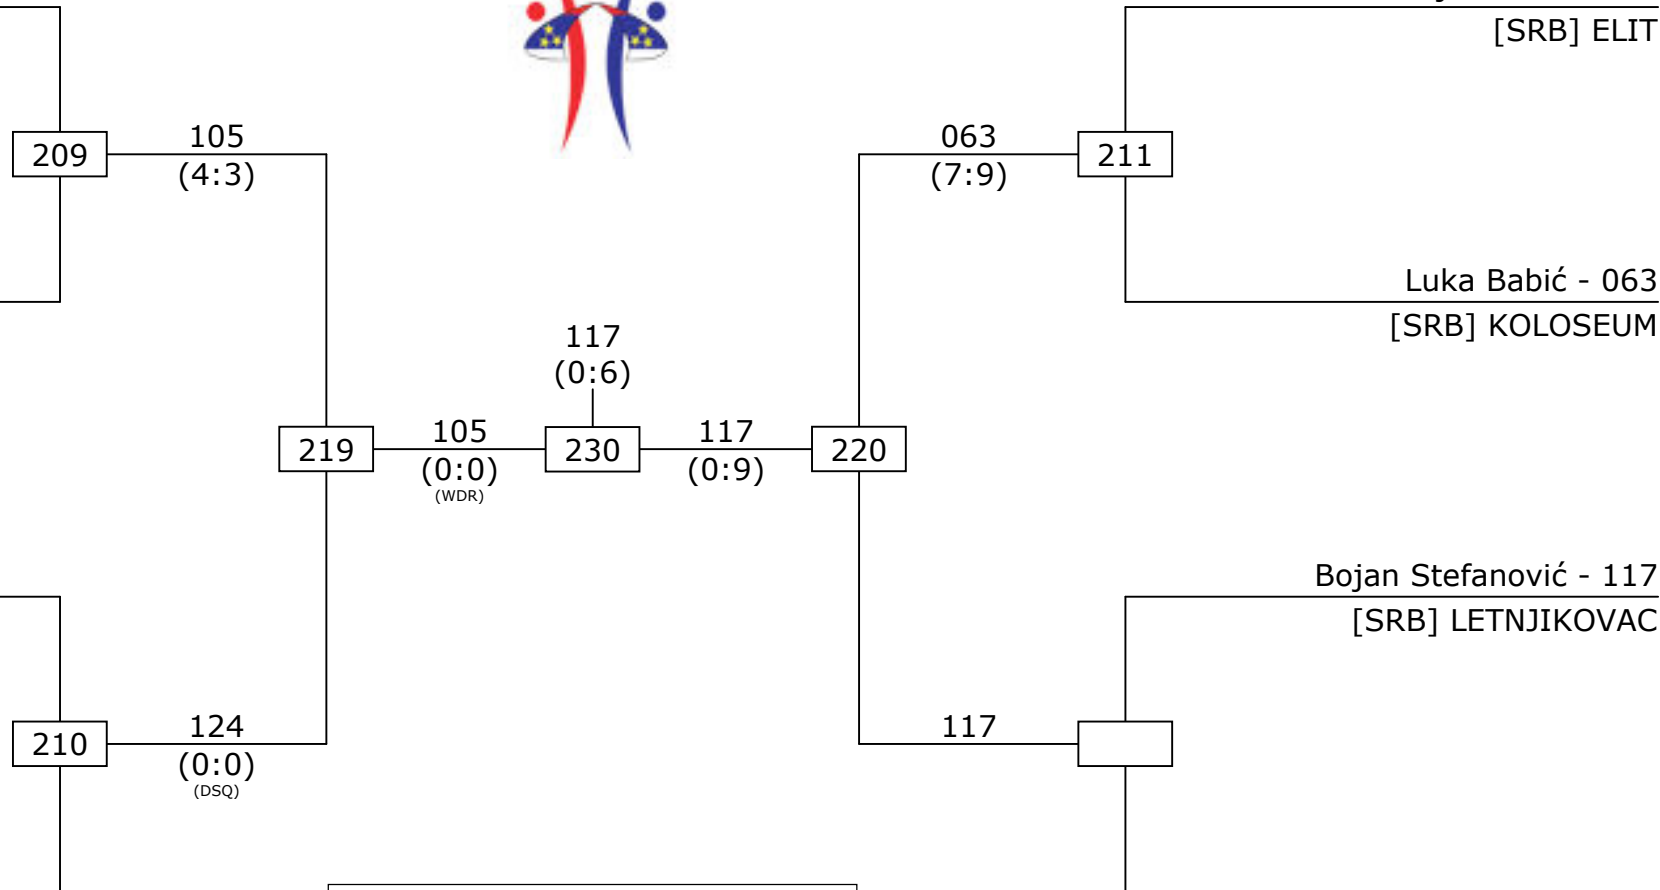 [SRB] ELIT
209
105
(4:3)
063
(7:9)
211
Luka Babić - 063
[SRB] KOLOSEUM
117
(0:6)
219
105
(0:0)
(WDR)
230
117
(0:9)
220
Bojan Stefanović - 117
[SRB] LETNJIKOVAC
210
124
(0:0)
(DSQ)
117